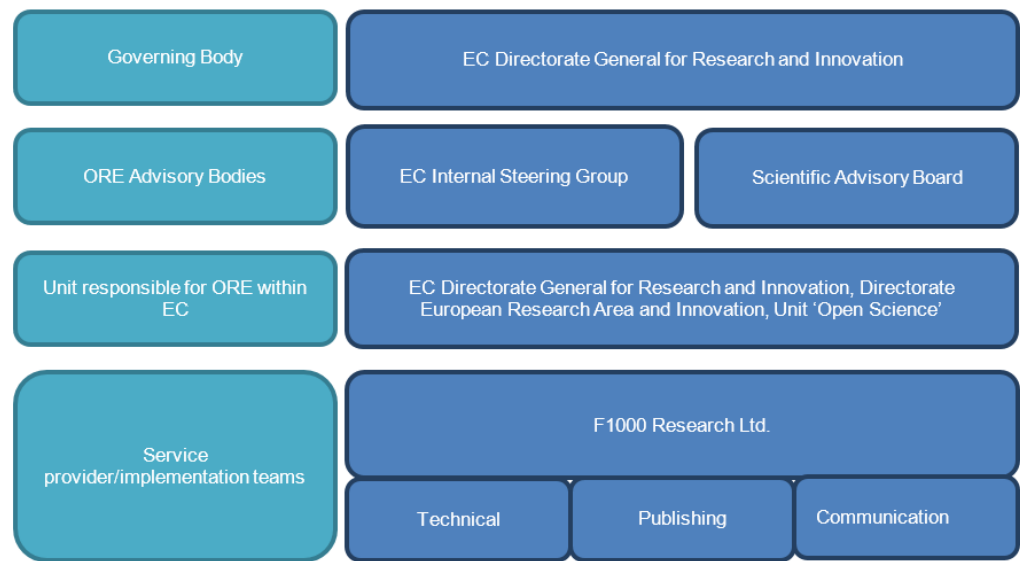 Governing Body
EC Directorate General for Research and Innovation
ORE Advisory Bodies
EC Internal Steering Group
Scientific Advisory Board
Unit responsible for ORE within
EC
EC Directorate General for Research and Innovation, Directorate
European Research Area and Innovation, Unit ‘Open Science’
Service
provider/implementation teams
F1000 Research Ltd.
Technical
Publishing
Communication